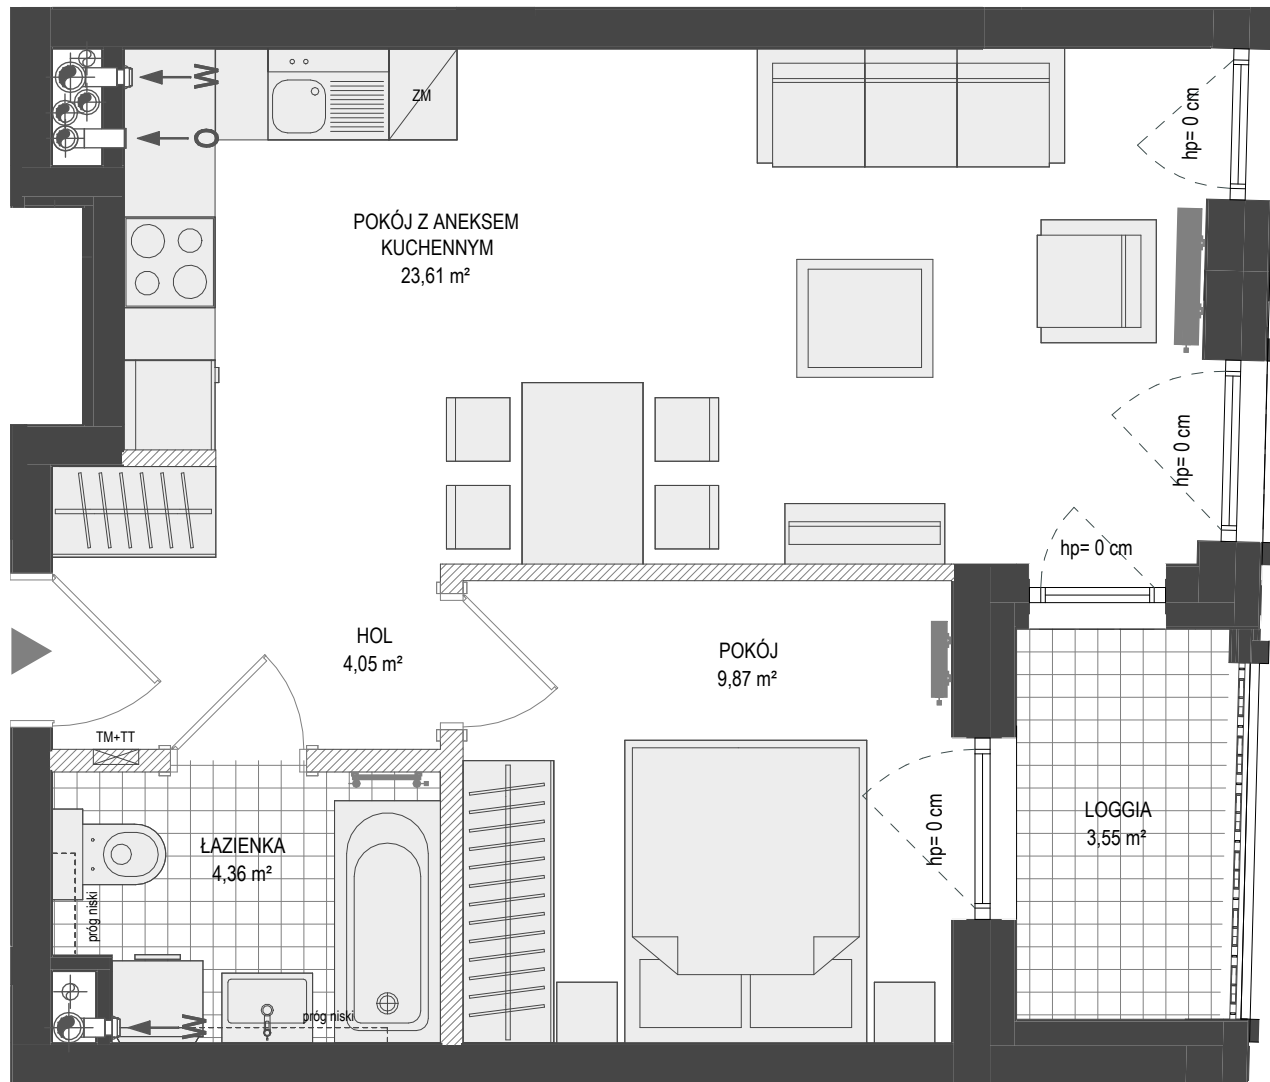 W
O
ZM
hp= 0 cm
POKÓJ Z ANEKSEM
KUCHENNYM
23,61 m²
hp= 0 cm
hp= 0 cm
HOL
4,05 m²
POKÓJ
9,87 m²
TM+TT
hp= 0 cm
LOGGIA
3,55 m²
ŁAZIENKA
4,36 m²
próg niski
próg niski
W